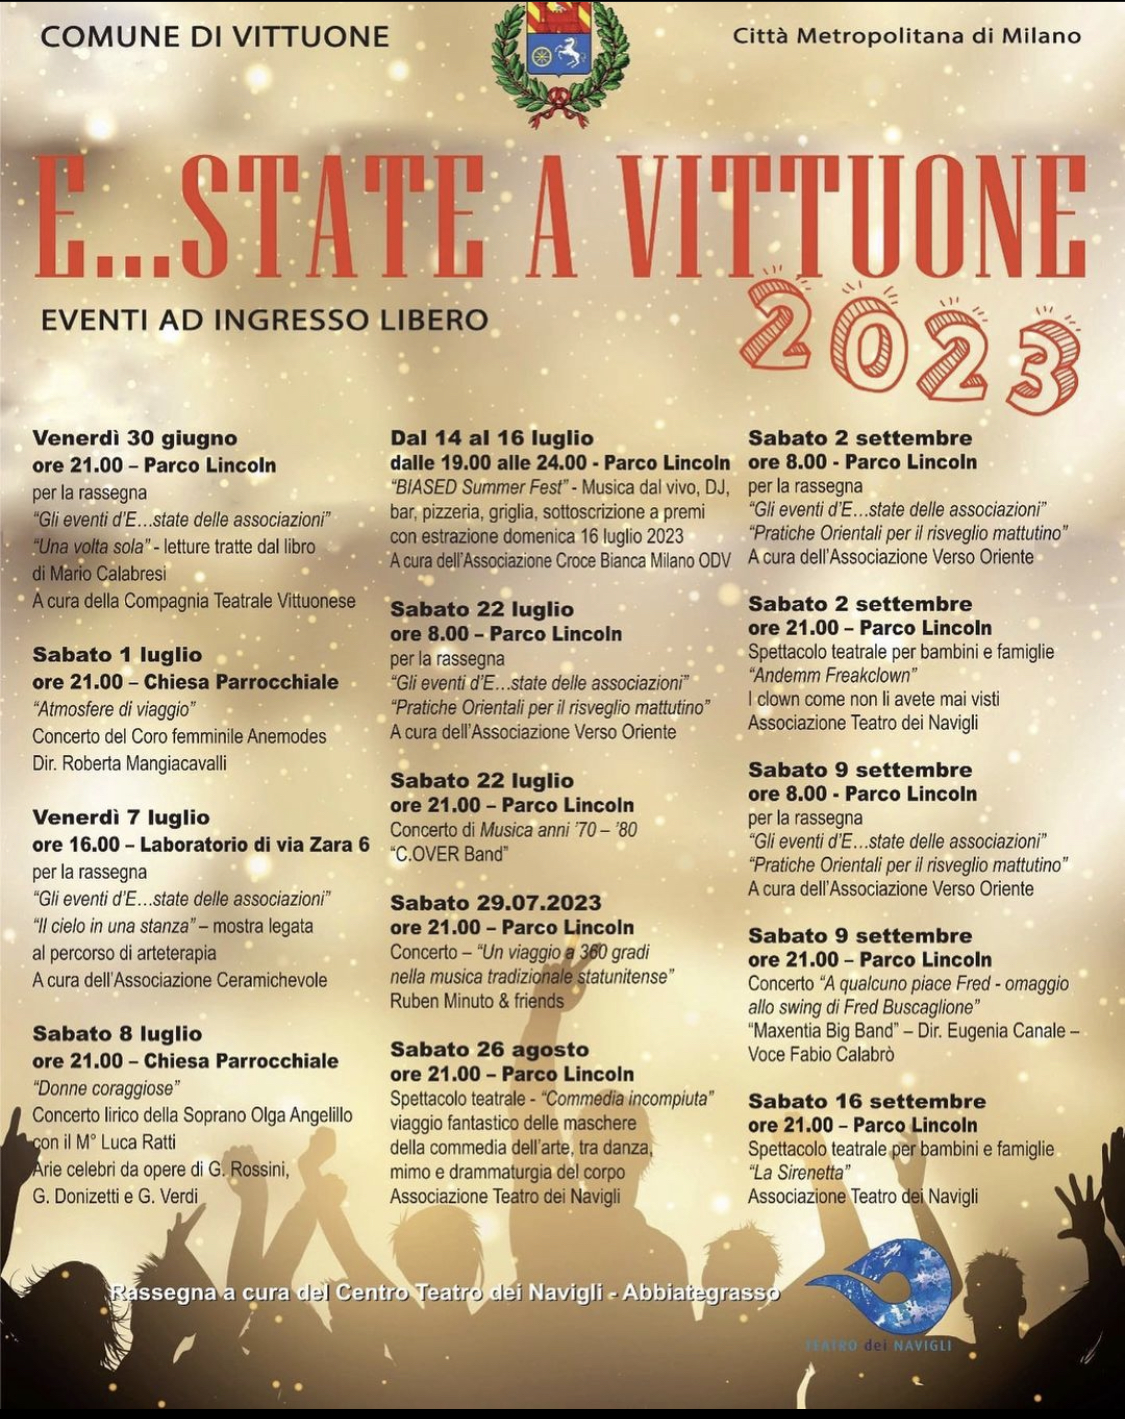 COMUNE DI VITTUONE
Città Metropolitana di Milano
E...STATE A VITTUONE
2023
EVENTI AD INGRESSO LIBERO
Venerdì 30 giugno
ore 21.00 – Parco Lincoln
per la rassegna
“Gli eventi d’E…state delle associazioni”
“Una volta sola” - letture tratte dal libro
di Mario Calabresi
A cura della Compagnia Teatrale Vittuonese
Sabato 1 luglio
ore 21.00 – Chiesa Parrocchiale
“Atmosfere di viaggio”
Concerto del Coro femminile Anemodes
Dir. Roberta Mangiacavalli
Venerdì 7 luglio
ore 16.00 – Laboratorio di via Zara 6
per la rassegna
“Gli eventi d’E…state delle associazioni”
“Il cielo in una stanza” – mostra legata
al percorso di arteterapia
A cura dell’Associazione Ceramichevole
Sabato 8 luglio
ore 21.00 – Chiesa Parrocchiale
“Donne coraggiose”
Concerto lirico della Soprano Olga Angelillo
con il M° Luca Ratti
Arie celebri da opere di G. Rossini,
G. Donizetti e G. Verdi
Dal 14 al 16 luglio
dalle 19.00 alle 24.00 - Parco Lincoln
“BIASED Summer Fest” - Musica dal vivo, DJ,
bar, pizzeria, griglia, sottoscrizione a premi
con estrazione domenica 16 luglio 2023
A cura dell’Associazione Croce Bianca Milano ODV
Sabato 22 luglio
ore 8.00 – Parco Lincoln
per la rassegna
“Gli eventi d’E…state delle associazioni”
“Pratiche Orientali per il risveglio mattutino”
A cura dell’Associazione Verso Oriente
Sabato 22 luglio
ore 21.00 – Parco Lincoln
Concerto di Musica anni ’70 – ’80
“C.OVER Band”
Sabato 29.07.2023
ore 21.00 – Parco Lincoln
Concerto – “Un viaggio a 360 gradi
nella musica tradizionale statunitense”
Ruben Minuto & friends
Sabato 26 agosto
ore 21.00 – Parco Lincoln
Spettacolo teatrale - “Commedia incompiuta”
viaggio fantastico delle maschere
della commedia dell’arte, tra danza,
mimo e drammaturgia del corpo
Associazione Teatro dei Navigli
Sabato 2 settembre
ore 8.00 - Parco Lincoln
per la rassegna
“Gli eventi d’E…state delle associazioni”
“Pratiche Orientali per il risveglio mattutino”
A cura dell’Associazione Verso Oriente
Sabato 2 settembre
ore 21.00 – Parco Lincoln
Spettacolo teatrale per bambini e famiglie
“Andemm Freakclown”
I clown come non li avete mai visti
Associazione Teatro dei Navigli
Sabato 9 settembre
ore 8.00 - Parco Lincoln
per la rassegna
“Gli eventi d’E…state delle associazioni”
“Pratiche Orientali per il risveglio mattutino”
A cura dell’Associazione Verso Oriente
Sabato 9 settembre
ore 21.00 – Parco Lincoln
Concerto “A qualcuno piace Fred - omaggio
allo swing di Fred Buscaglione”
“Maxentia Big Band” – Dir. Eugenia Canale –
Voce Fabio Calabrò
Sabato 16 settembre
ore 21.00 – Parco Lincoln
Spettacolo teatrale per bambini e famiglie
“La Sirenetta”
Associazione Teatro dei Navigli
Rassegna a cura del Centro Teatro dei Navigli - Abbiategrasso
TEATRO dei NAVIGLI